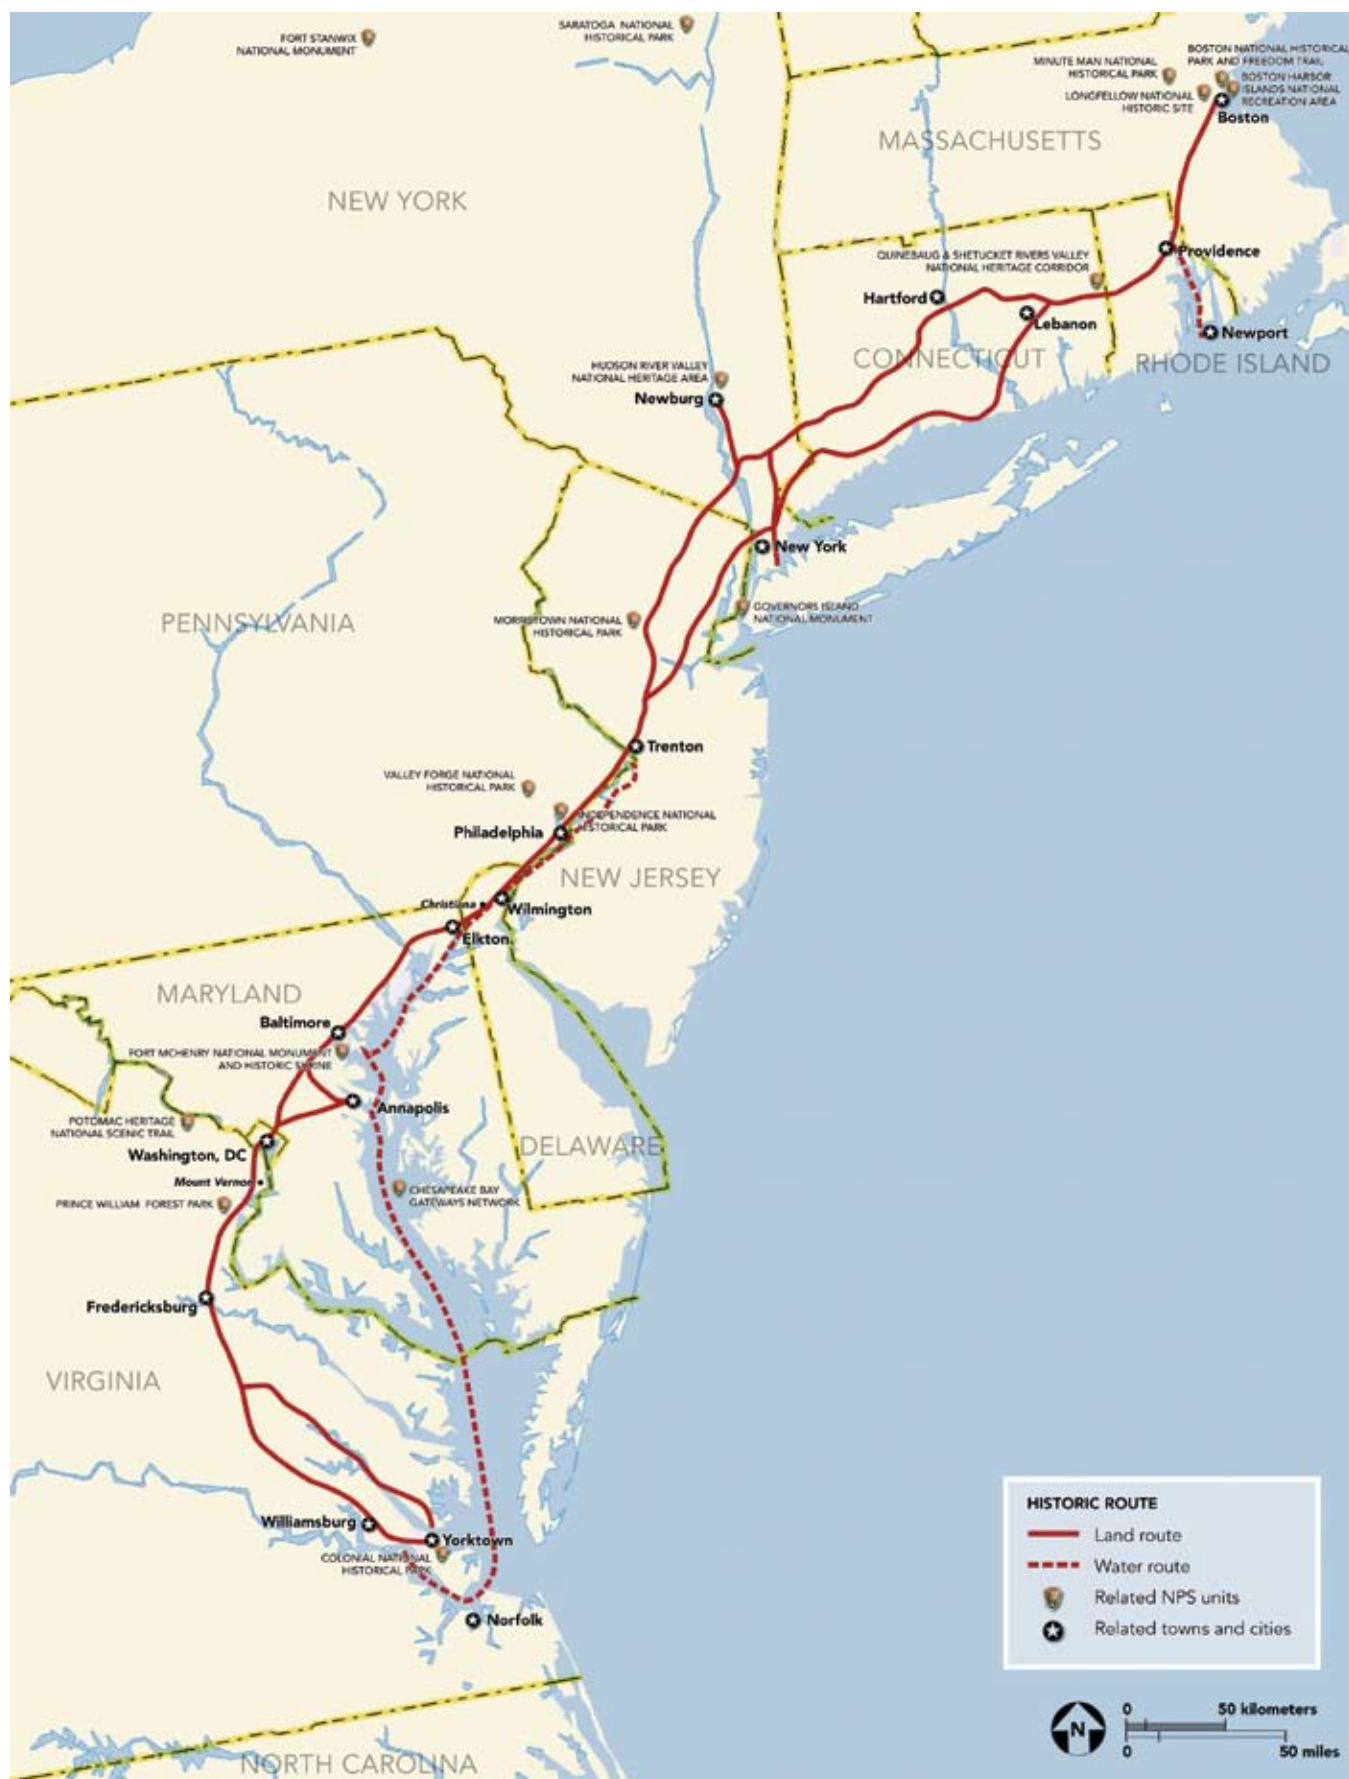 FORT STANWIX
NATIONAL MONUMENT
SARATOGA NATIONAL
HISTORICAL PARK
BOSTON NATIONAL HISTORICAL
PARK AND FREEDOM TRAIL
MINUTE MAN NATIONAL
HISTORICAL PARK
BOSTON HARBOR
ISLANDS NATIONAL
RECREATION AREA
LONGFELLOW NATIONAL
HISTORIC SITE
Boston
MASSACHUSETTS
NEW YORK
Providence
QUINEBAUG & SHETUCKET RIVERS VALLEY
NATIONAL HERITAGE CORRIDOR
Hartford
Lebanon
Newport
CONNECTICUT
RHODE ISLAND
HUDSON RIVER VALLEY
NATIONAL HERITAGE AREA
Newburg
New York
GOVERNORS ISLAND
NATIONAL MONUMENT
MORRISTOWN NATIONAL
HISTORICAL PARK
PENNSYLVANIA
Trenton
VALLEY FORGE NATIONAL
HISTORICAL PARK
INDEPENDENCE NATIONAL
HISTORICAL PARK
Philadelphia
NEW JERSEY
Christiana
Wilmington
Elkton
MARYLAND
Baltimore
FORT MCHENRY NATIONAL MONUMENT
AND HISTORIC SHRINE
Annapolis
POTOMAC HERITAGE
NATIONAL SCENIC TRAIL
DELAWARE
Washington, DC
Mount Vernon
CHESAPEAKE BAY
GATEWAYS NETWORK
PRINCE WILLIAM FOREST PARK
Fredericksburg
VIRGINIA
Williamsburg
Yorktown
COLONIAL NATIONAL
HISTORICAL PARK
Norfolk
NORTH CAROLINA
HISTORIC ROUTE
Land route
Water route
Related NPS units
Related towns and cities
N
0 50 kilometers
0 50 miles